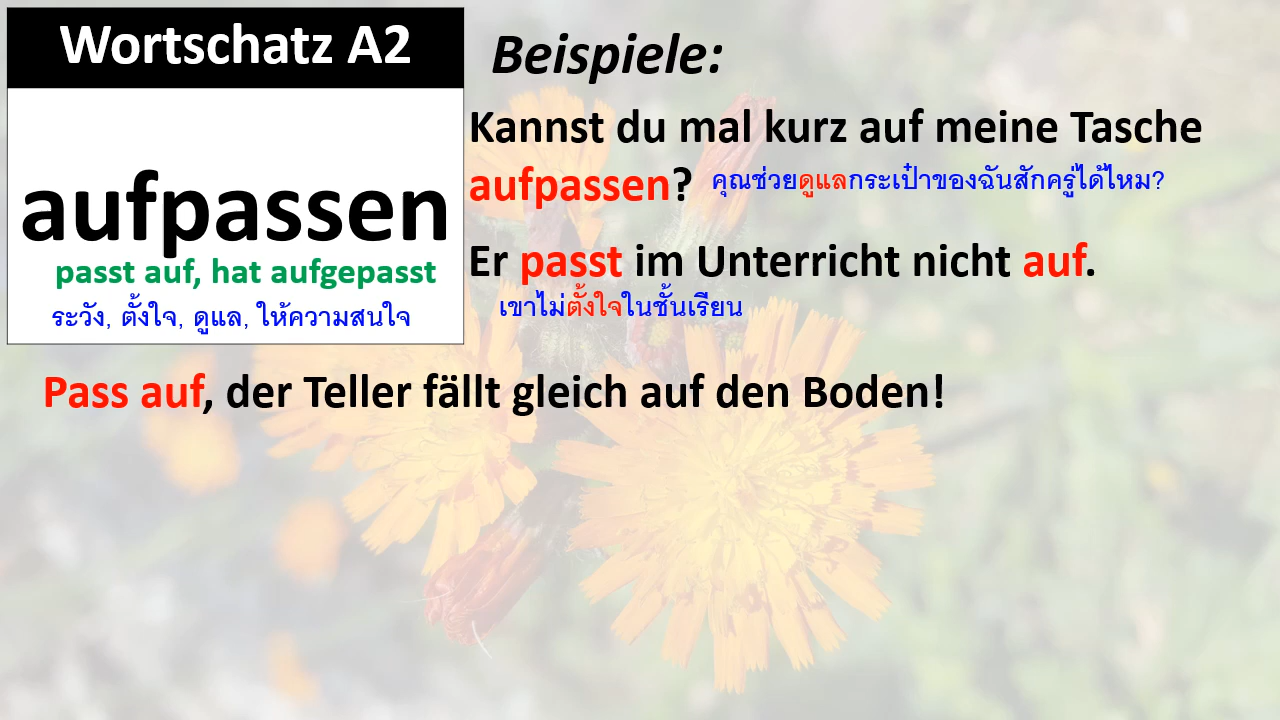 Wortschatz A2
aufpassen
passt auf, hat aufgepasst
ระวัง, ตั้งใจ, ดูแล, ให้ความสนใจ
Beispiele:
Kannst du mal kurz auf meine Tasche
aufpassen? คุณช่วยดูแลกระเป๋าของฉันสักครู่ได้ไหม?
Er passt im Unterricht nicht auf.
เขาไม่ตั้งใจในชั้นเรียน
Pass auf, der Teller fällt gleich auf den Boden!